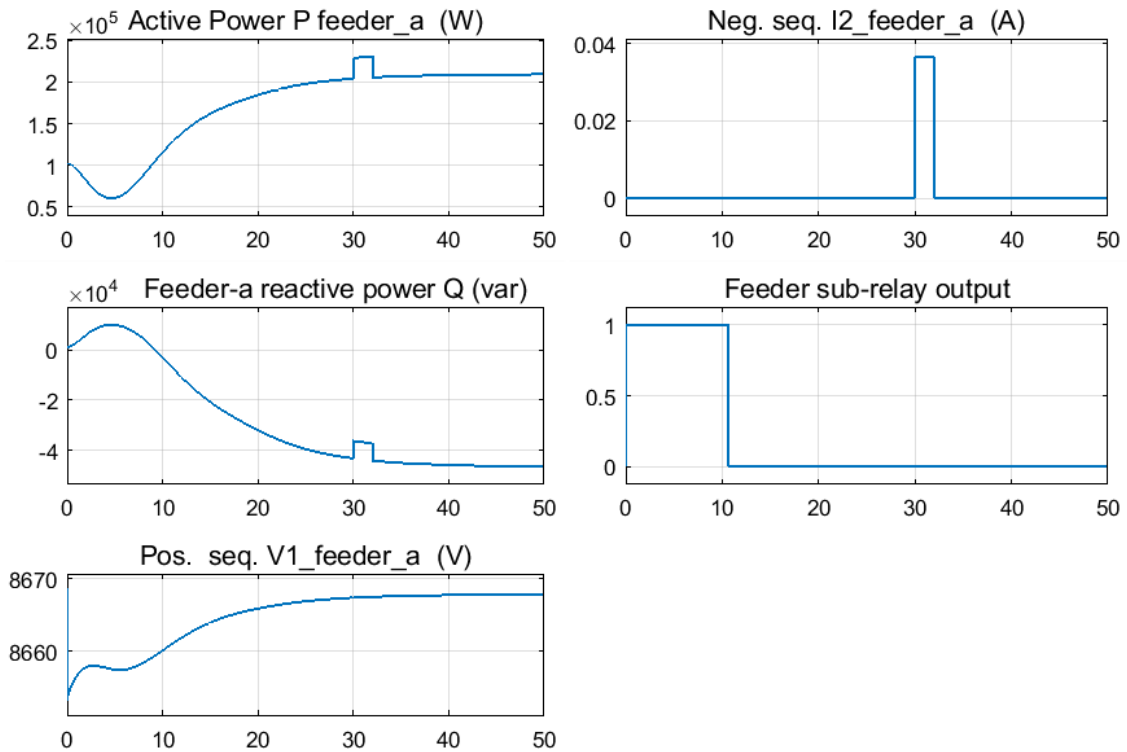 ×10^5 Active Power P feeder_a (W)
2.5
2
1.5
1
0.5
0 10 20 30 40 50
Neg. seq. I2_feeder_a (A)
0.04
0.02
0
0 10 20 30 40 50
×10^4 Feeder-a reactive power Q (var)
0
-2
-4
0 10 20 30 40 50
Feeder sub-relay output
1
0.5
0
0 10 20 30 40 50
Pos. seq. V1_feeder_a (V)
8670
8660
0 10 20 30 40 50